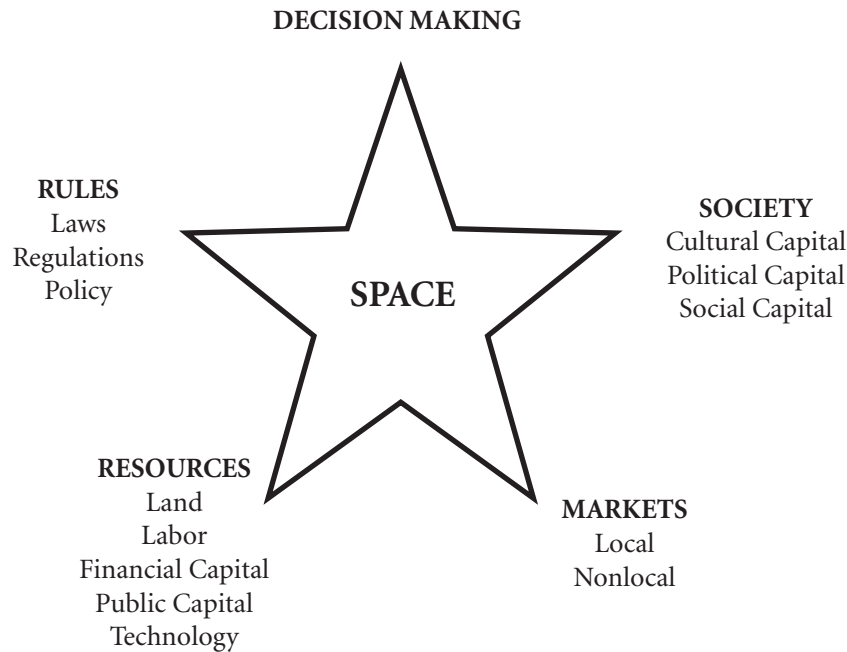 DECISION MAKING
RULES
Laws
Regulations
Policy
SOCIETY
Cultural Capital
Political Capital
Social Capital
SPACE
RESOURCES
Land
Labor
Financial Capital
Public Capital
Technology
MARKETS
Local
Nonlocal